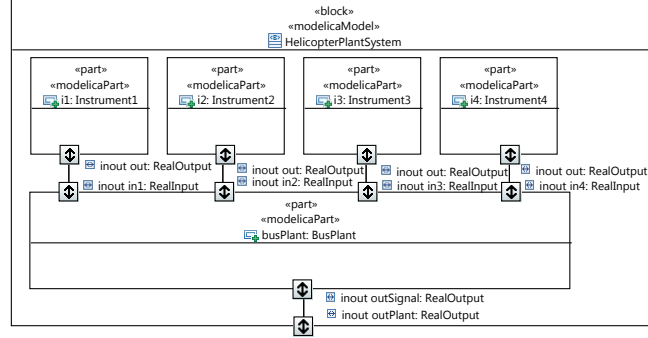 «block»
«modelicaModel»
HelicopterPlantSystem
«part» «part» «part» «part»
«modelicaPart» «modelicaPart» «modelicaPart» «modelicaPart»
i1: Instrument1 i2: Instrument2 i3: Instrument3 i4: Instrument4
inout out: RealOutput inout out: RealOutput inout out: RealOutput inout out: RealOutput
inout in1: RealInput inout in2: RealInput inout in3: RealInput inout in4: RealInput
«part»
«modelicaPart»
busPlant: BusPlant
inout outSignal: RealOutput
inout outPlant: RealOutput